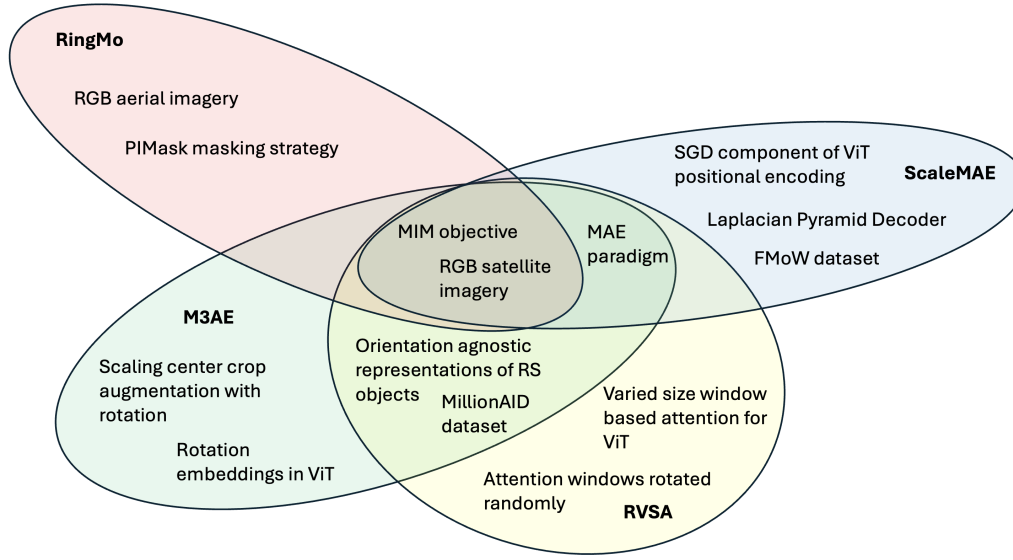 RingMo
RGB aerial imagery
PIMask masking strategy
SGD component of ViT
positional encoding
ScaleMAE
Laplacian Pyramid Decoder
FMoW dataset
MIM objective
RGB satellite
imagery
MAE
paradigm
M3AE
Scaling center crop
augmentation with
rotation
Rotation
embeddings in ViT
Orientation agnostic
representations of RS
objects
MillionAID
dataset
Varied size window
based attention for
ViT
Attention windows rotated
randomly
RVSA